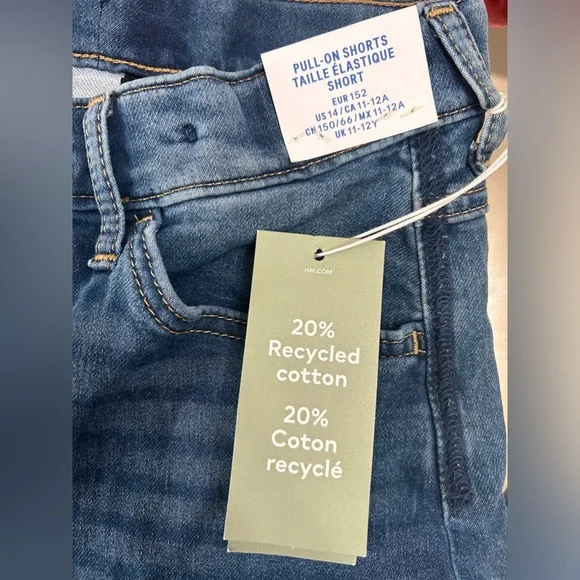 PULL-ON SHORTS
TAILLE ÉLASTIQUE
SHORT
EUR 152
US 14/CA 11-12A
CN 150/66/MX 11-12A
UK 11-12Y
HM.COM
20%
Recycled
cotton
20%
Coton
recyclé